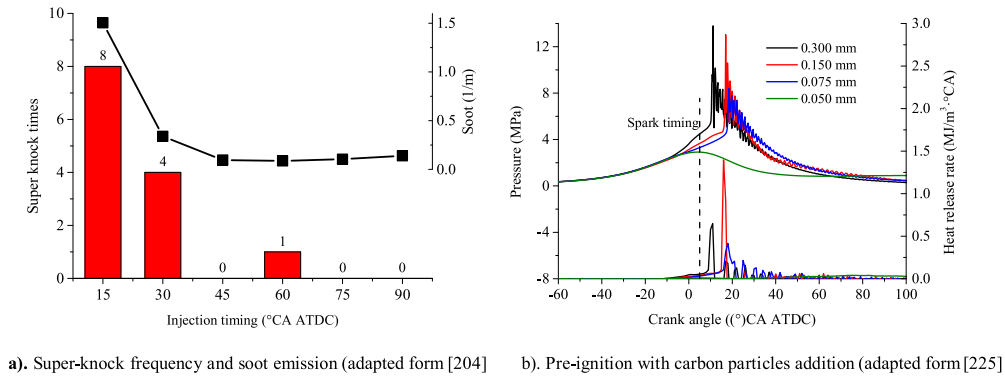 10
8
6
4
2
0
Super knock times
8
4
0
1
0
0
1.5
1.0
0.5
0.0
Soot (1/m)
15 30 45 60 75 90
Injection timing (°CA ATDC)
12
8
4
0
-4
-8
Pressure (MPa)
0.300 mm
0.150 mm
0.075 mm
0.050 mm
Spark timing
3.0
2.5
2.0
1.5
1.0
0.5
0.0
Heat release rate (MJ/m³·°CA)
-60 -40 -20 0 20 40 60 80 100
Crank angle ((°)CA ATDC)
a). Super-knock frequency and soot emission (adapted form [204]
b). Pre-ignition with carbon particles addition (adapted form [225]